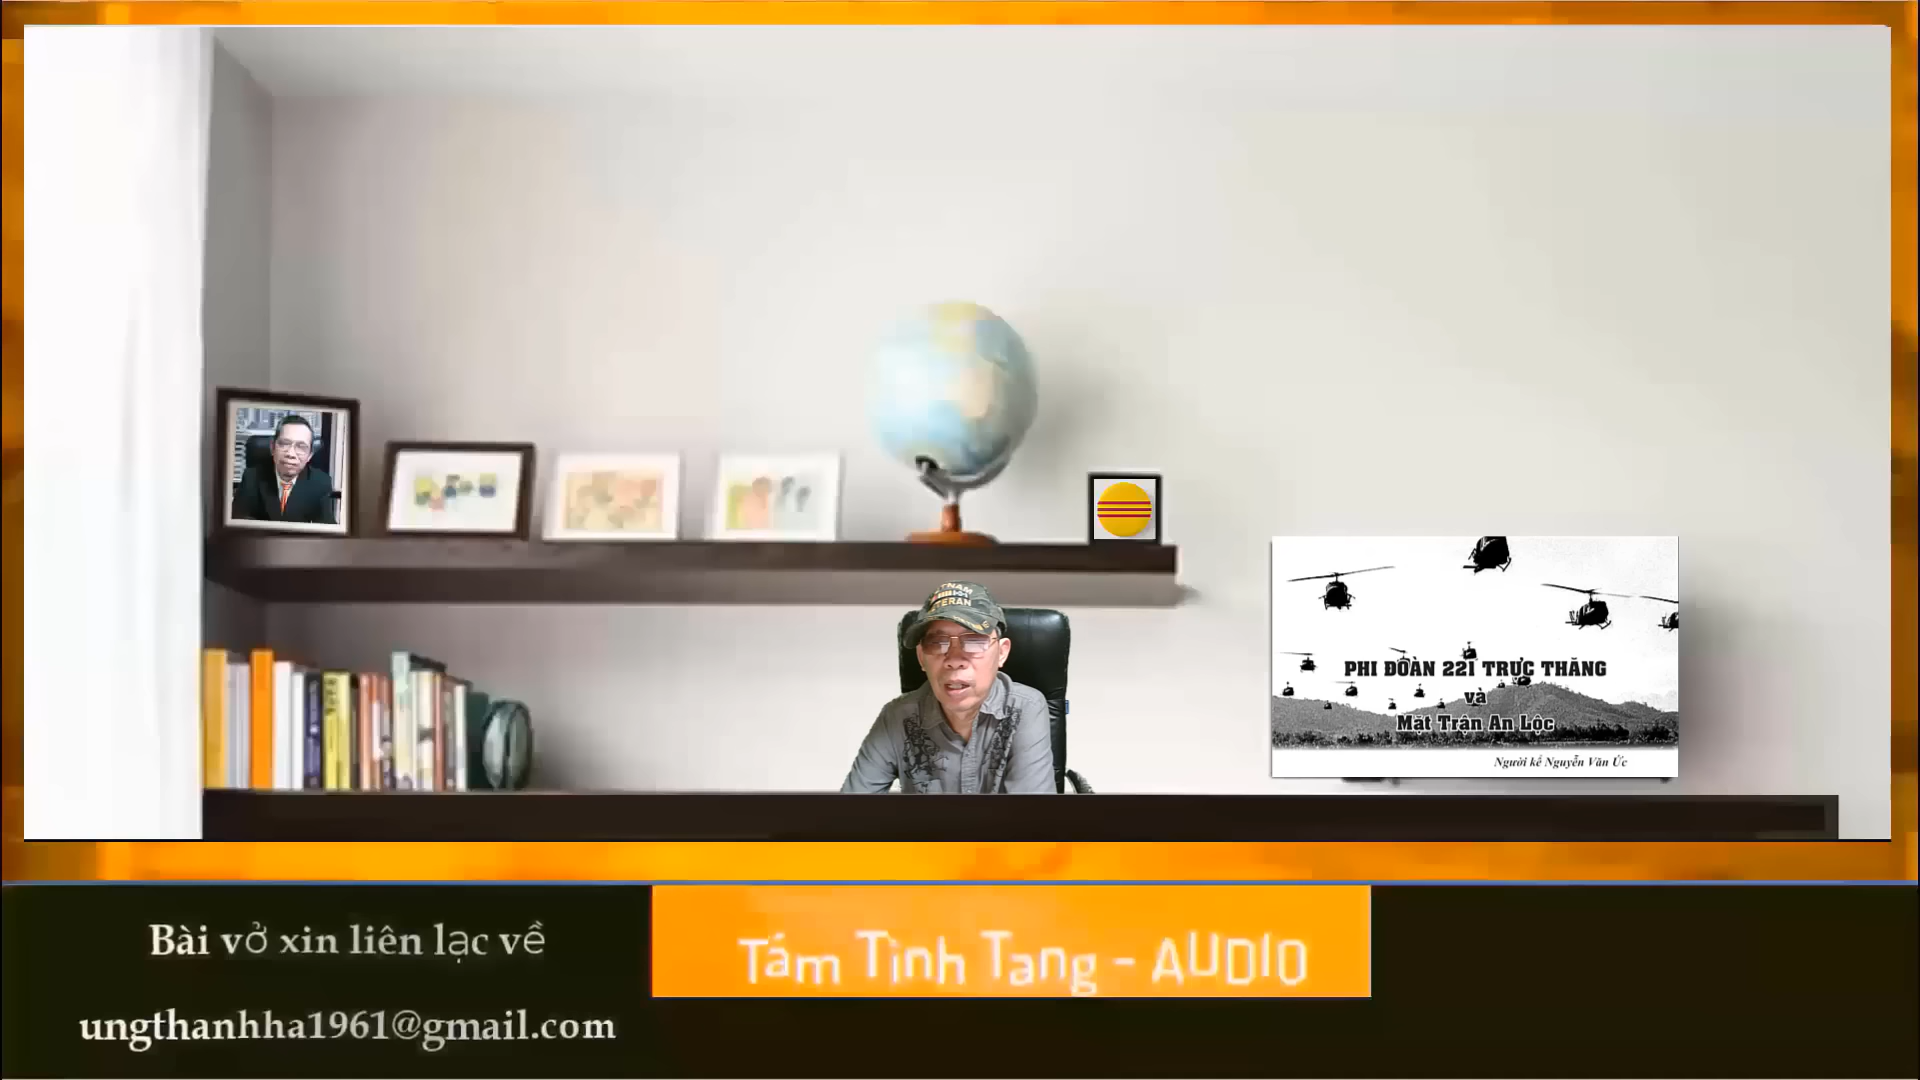 VETERAN
PHI ĐOÀN 221 TRỰC THĂNG
và
Mặt Trận An Lộc
Người kể Nguyễn Văn Ức
Bài vở xin liên lạc về
ungthanhha1961@gmail.com
Tám Tình Tang - AUDIO